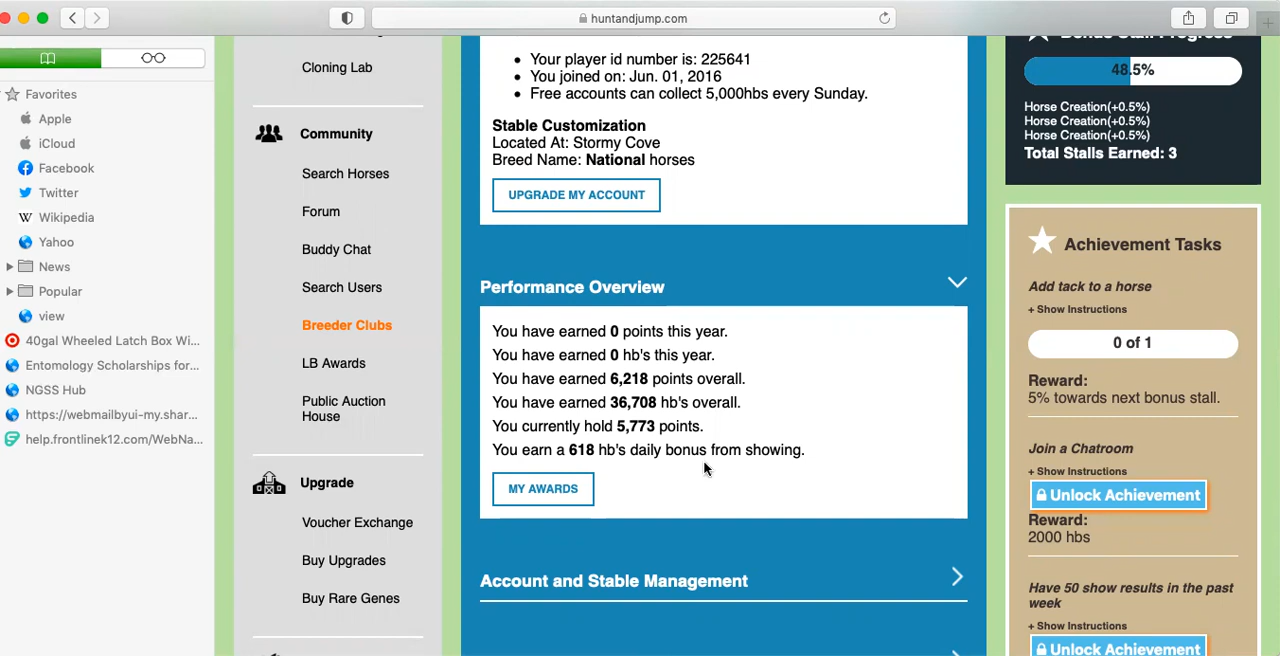 huntandjump.com
Favorites
Apple
iCloud
Facebook
Twitter
Wikipedia
Yahoo
News
Popular
view
40gal Wheeled Latch Box Wi...
Entomology Scholarships for...
NGSS Hub
https://webmailbyui-my.shar...
help.frontlinek12.com/WebNa...
Cloning Lab
Community
Search Horses
Forum
Buddy Chat
Search Users
Breeder Clubs
LB Awards
Public Auction
House
Upgrade
Voucher Exchange
Buy Upgrades
Buy Rare Genes
• Your player id number is: 225641
• You joined on: Jun. 01, 2016
• Free accounts can collect 5,000hbs every Sunday.
Stable Customization
Located At: Stormy Cove
Breed Name: National horses
UPGRADE MY ACCOUNT
Performance Overview
You have earned 0 points this year.
You have earned 0 hb's this year.
You have earned 6,218 points overall.
You have earned 36,708 hb's overall.
You currently hold 5,773 points.
You earn a 618 hb's daily bonus from showing.
MY AWARDS
Account and Stable Management
Bonus Stall Progress
48.5%
Horse Creation(+0.5%)
Horse Creation(+0.5%)
Horse Creation(+0.5%)
Total Stalls Earned: 3
Achievement Tasks
Add tack to a horse
+ Show Instructions
0 of 1
Reward:
5% towards next bonus stall.
Join a Chatroom
+ Show Instructions
Unlock Achievement
Reward:
2000 hbs
Have 50 show results in the past
week
+ Show Instructions
Unlock Achievement